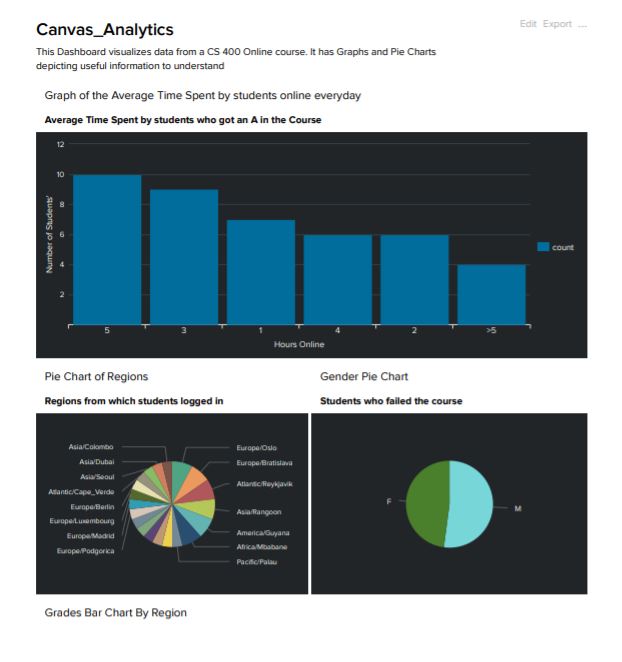 Canvas_Analytics
Edit Export ...
This Dashboard visualizes data from a CS 400 Online course. It has Graphs and Pie Charts
depicting useful information to understand
Graph of the Average Time Spent by students online everyday
Average Time Spent by students who got an A in the Course
12
10
8
6
4
2
Number of Students'
5 3 1 4 2 >5
Hours Online
count
Pie Chart of Regions
Regions from which students logged in
Asia/Colombo
Asia/Dubai
Asia/Seoul
Atlantic/Cape_Verde
Europe/Berlin
Europe/Luxembourg
Europe/Madrid
Europe/Podgorica
Europe/Oslo
Europe/Bratislava
Atlantic/Reykjavik
Asia/Rangoon
America/Guyana
Africa/Mbabane
Pacific/Palau
Gender Pie Chart
Students who failed the course
F
M
Grades Bar Chart By Region